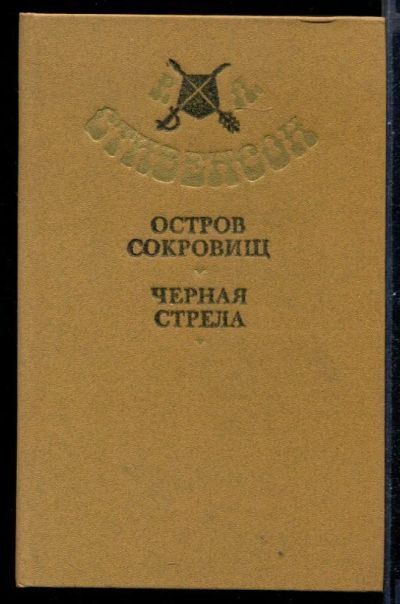 Р Л
СТИВЕНСОН
ОСТРОВ
СОКРОВИЩ
ЧЕРНАЯ
СТРЕЛА